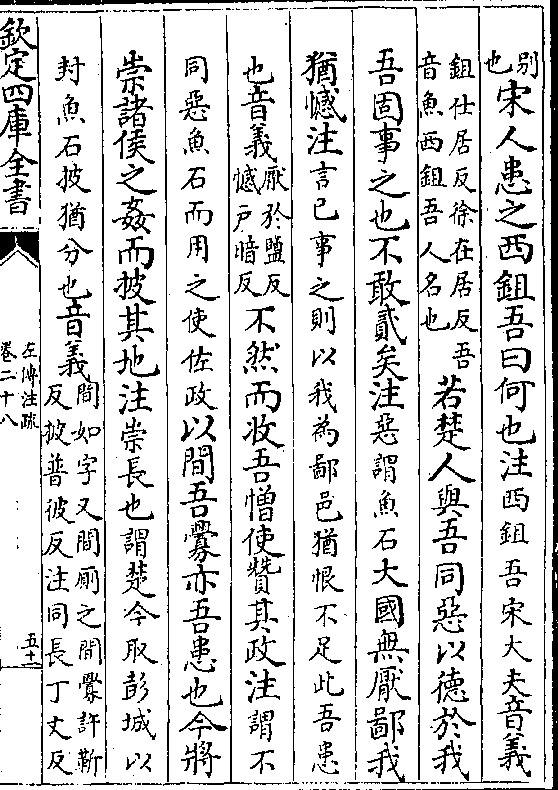 别也宋人患之西鉏吾曰何也注西鉏吾宋大夫音義
鉏仕居反徐在居反吾音魚西鉏吾人名也若楚人與吾同惡以德於我
吾固事之也不敢貳矣注惡謂魚石大國無厭鄙我
猶憾注言已事之則以我為鄙邑猶恨不足此吾患
也音義厭於鹽反憾戶暗反不然而收吾憎使贊其政注謂不
同惡魚石而用之使佐政以間吾釁亦吾患也今將
崇諸侯之姦而披其地注崇長也謂楚今取彭城以
封魚石披猶分也音義間如字又間廁之間釁許靳反披普彼反注同長丁丈反
欽定四庫全書
左傳注疏
卷二十八
五十